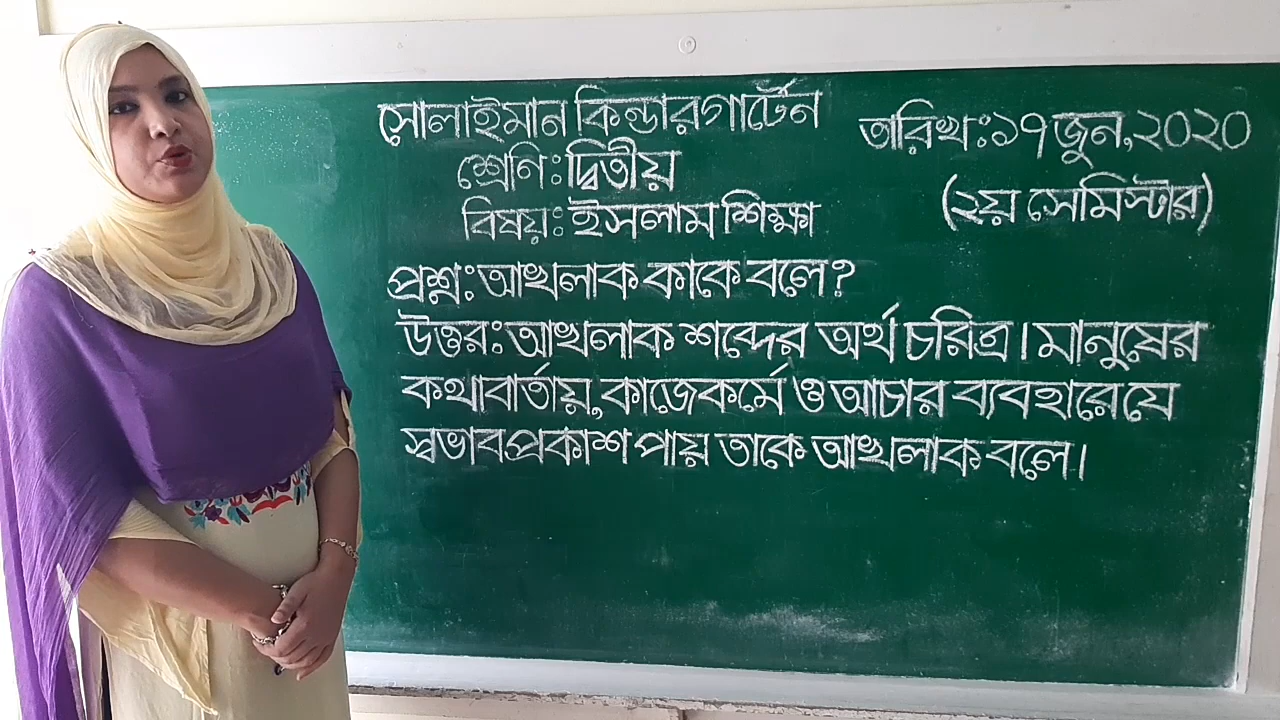 সোলাইমান কিন্ডারগার্টেন
তারিখঃ১৭ জুন,২০২০
শ্রেণিঃ দ্বিতীয়
(২য় সেমিস্টার)
বিষয়ঃ ইসলাম শিক্ষা
প্রশ্নঃ আখলাক কাকে বলে?
উত্তরঃ আখলাক শব্দের অর্থ চরিত্র। মানুষের
কথাবার্তায়, কাজেকর্মে ও আচার ব্যবহারে যে
স্বভাব প্রকাশ পায় তাকে আখলাক বলে।